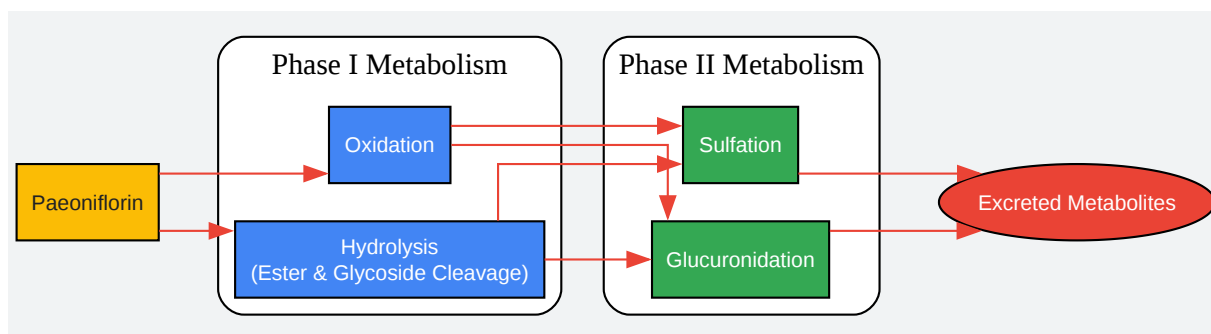 Phase I Metabolism
Phase II Metabolism
Oxidation
Sulfation
Paeoniflorin
Excreted Metabolites
Hydrolysis
(Ester & Glycoside Cleavage)
Glucuronidation